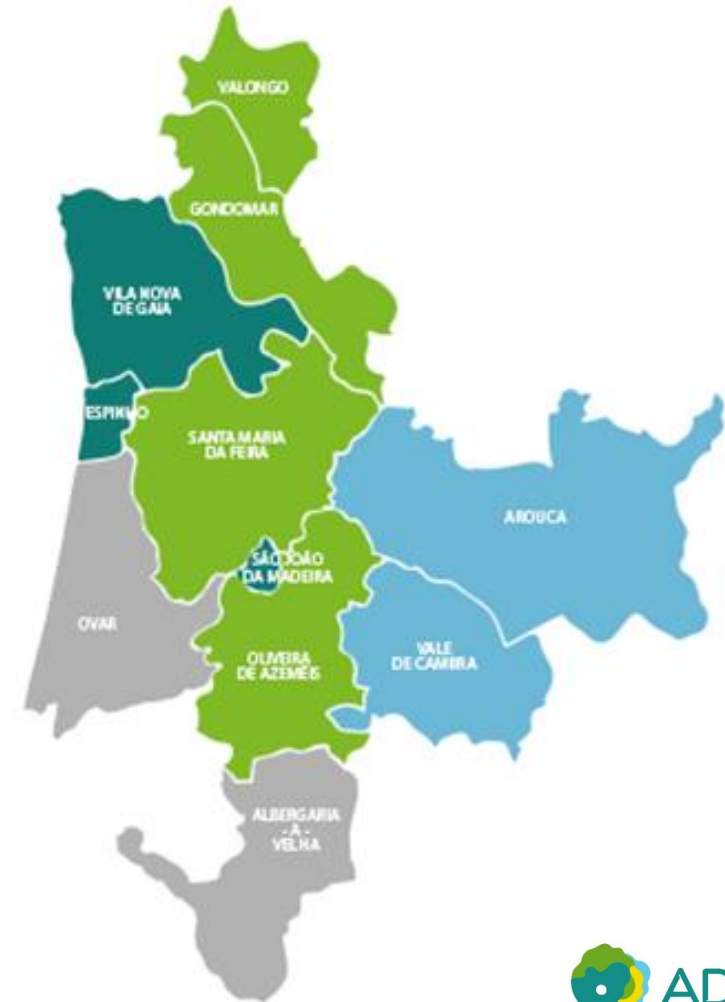 VALONGO
GONDOMAR
VILA NOVA
DE GAIA
ESPINHO
SANTA MARIA
DA FEIRA
AROUCA
SÃO JOÃO
DA MADEIRA
OVAR
VALE
DE CAMBRA
OLIVEIRA
DE AZEMÉIS
ALBERGARIA
- A -
VELHA